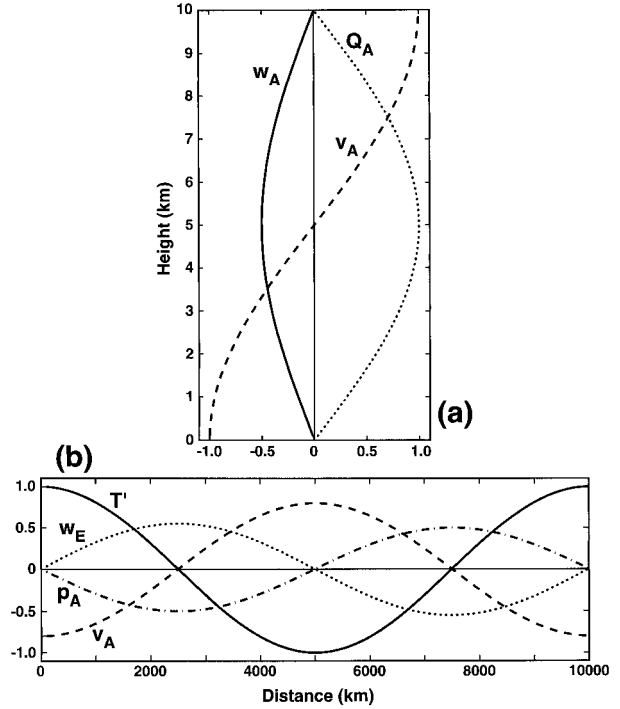 10
9
8
7
6
5
4
3
2
1
0
Height (km)
w_A
Q_A
v_A
-1.0 -0.5 0 0.5 1.0
(a)
(b)
1.0
0.5
0
-0.5
-1.0
T'
w_E
p_A
v_A
0 2000 4000 6000 8000 10000
Distance (km)